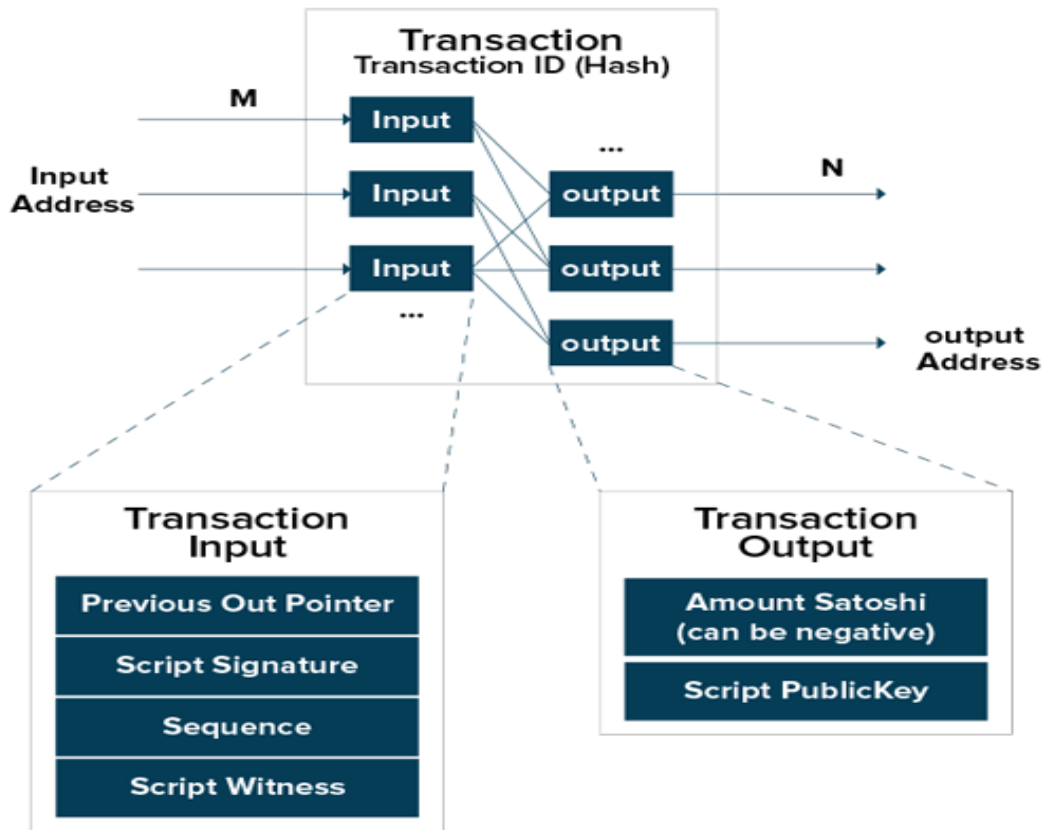 Transaction
Transaction ID (Hash)
M
Input
...
Input
Address
Input
output
N
Input
output
...
output
output
Address
Transaction
Input
Previous Out Pointer
Script Signature
Sequence
Script Witness
Transaction
Output
Amount Satoshi
(can be negative)
Script PublicKey